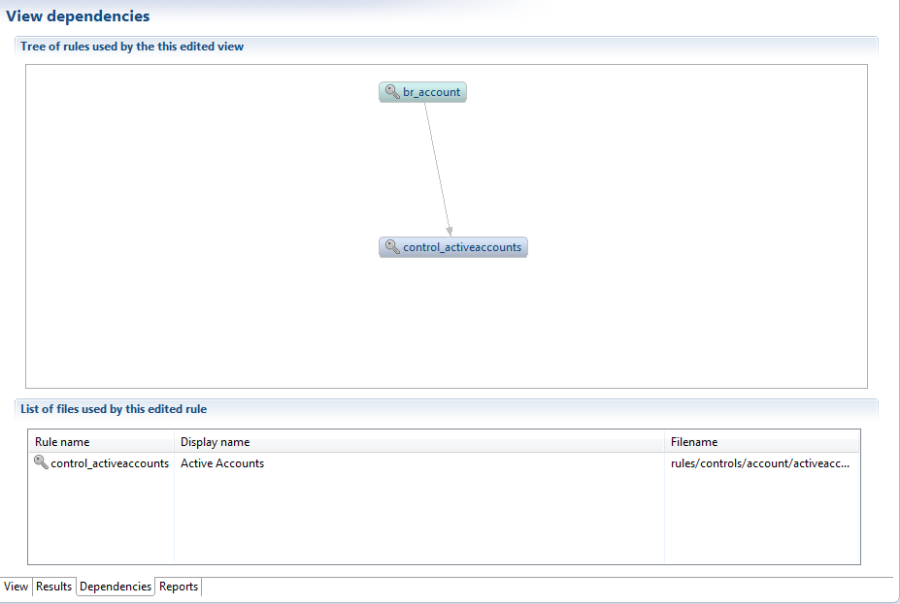 View dependencies
Tree of rules used by the this edited view
br_account
control_activeaccounts
List of files used by this edited rule
Rule name Display name Filename
control_activeaccounts Active Accounts rules/controls/account/activeacc...
View Results Dependencies Reports